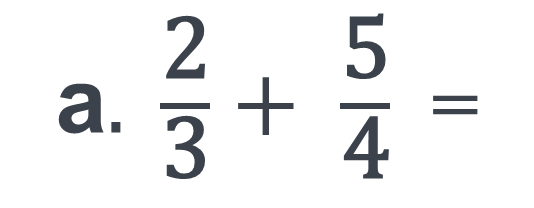 a. 2/3 + 5/4 =